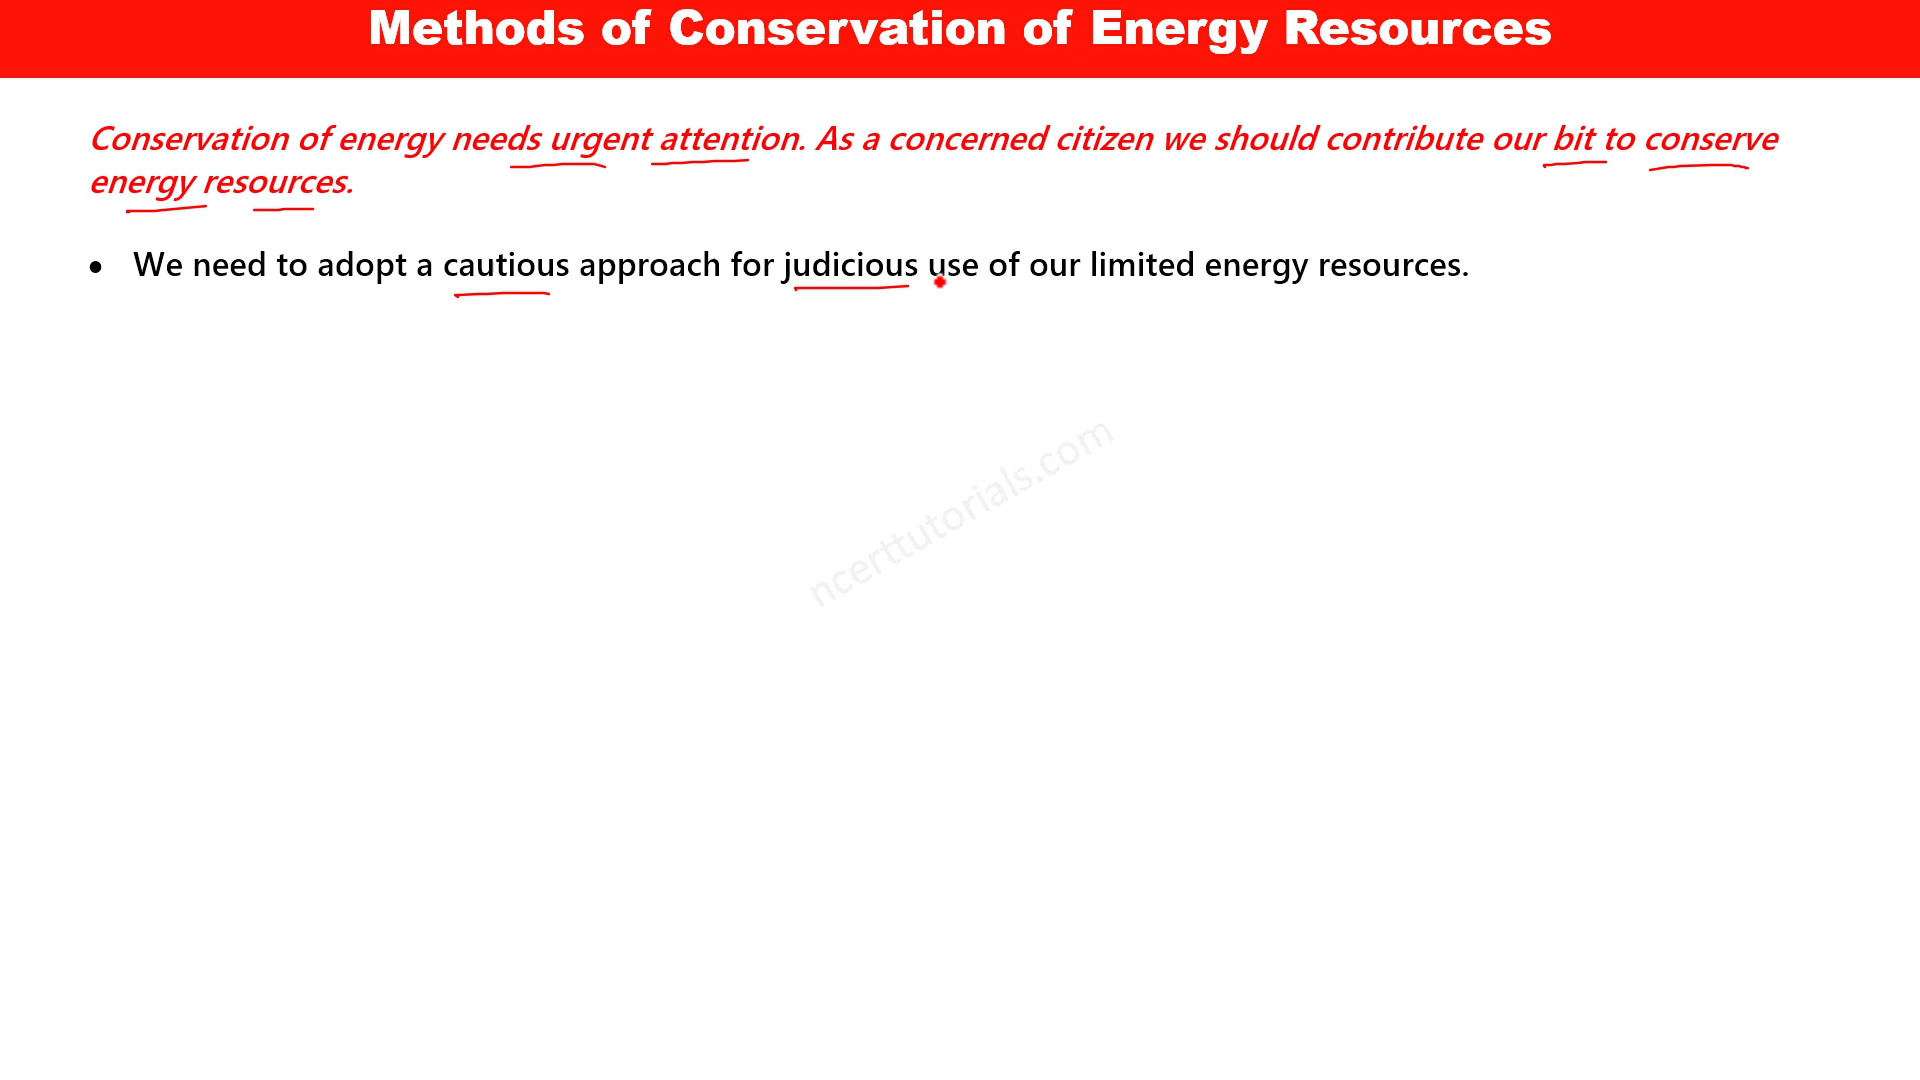 Methods of Conservation of Energy Resources
Conservation of energy needs urgent attention. As a concerned citizen we should contribute our bit to conserve
energy resources.
• We need to adopt a cautious approach for judicious use of our limited energy resources.
ncerttutorials.com